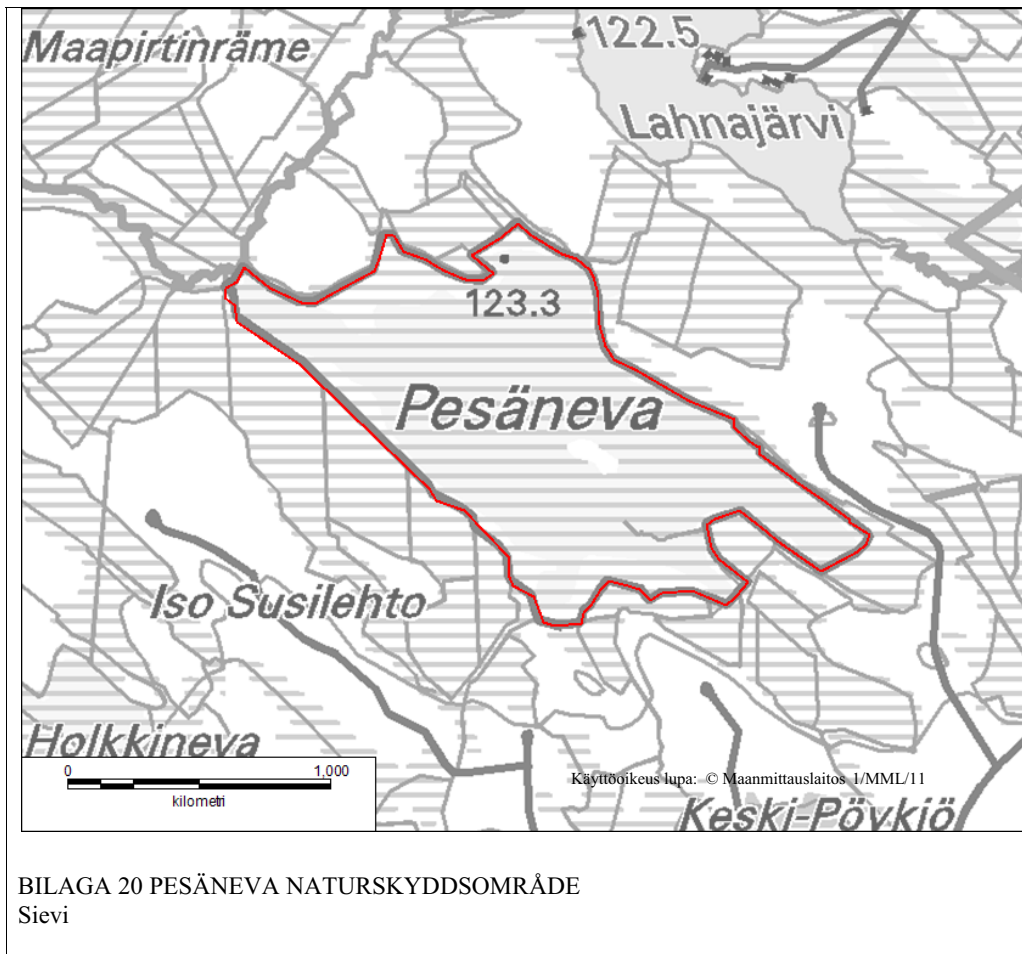 Maapirtinräme
122.5
Lahnajärvi
123.3
Pesäneva
Iso Susilehto
Holkkineva
0 1,000
kilometri
Käyttöoikeus lupa: © Maanmittauslaitos 1/MML/11
Keski-Pöykiö
BILAGA 20 PESÄNEVA NATURSKYDDSOMRÅDE
Sievi